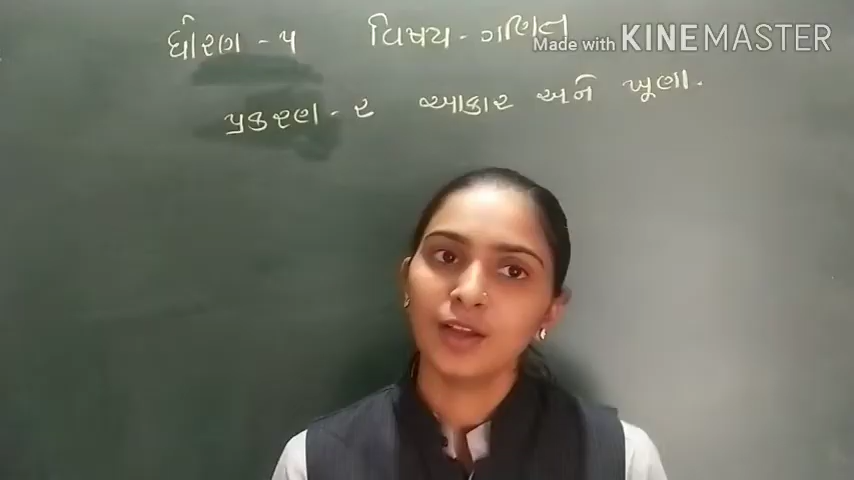 ધોરણ - ૫ વિષય - ગણિત
Made with KINEMASTER
પ્રકરણ - ૨ આકાર અને ખૂણા.